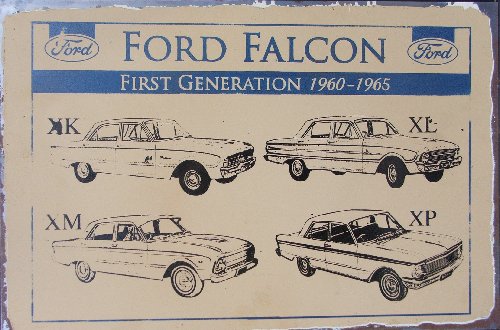 Ford FORD FALCON Ford
FIRST GENERATION 1960-1965
XK XL
XM XP